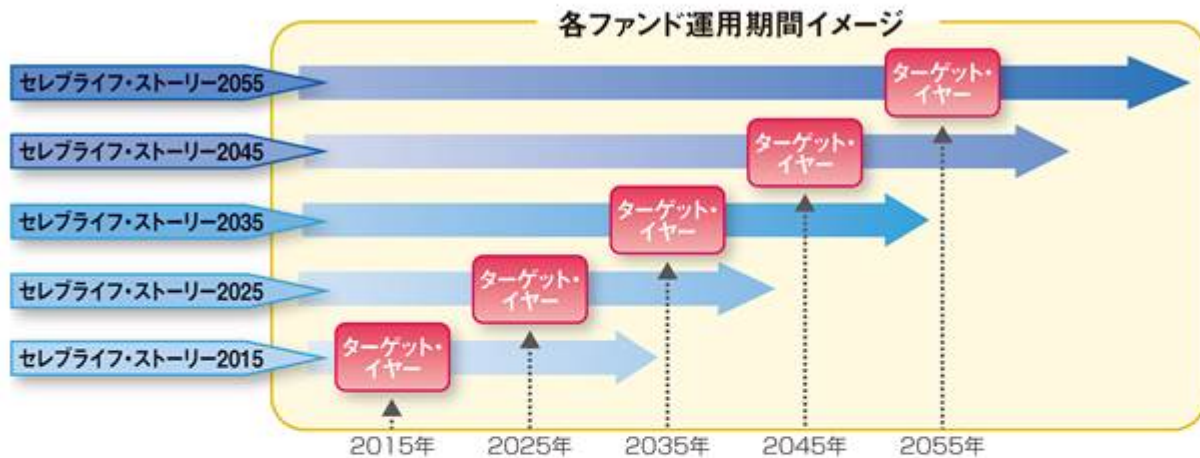 各ファンド運用期間イメージ
セレブライフ・ストーリー2055
ターゲット・
イヤー
セレブライフ・ストーリー2045
ターゲット・
イヤー
セレブライフ・ストーリー2035
ターゲット・
イヤー
セレブライフ・ストーリー2025
ターゲット・
イヤー
セレブライフ・ストーリー2015
ターゲット・
イヤー
2015年 2025年 2035年 2045年 2055年